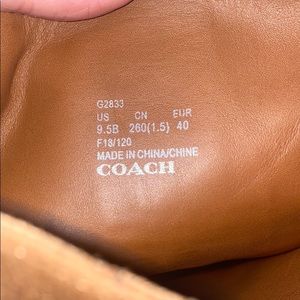 G2833
US CN EUR
9.5B 260(1.5) 40
F18/120
MADE IN CHINA/CHINE
COACH